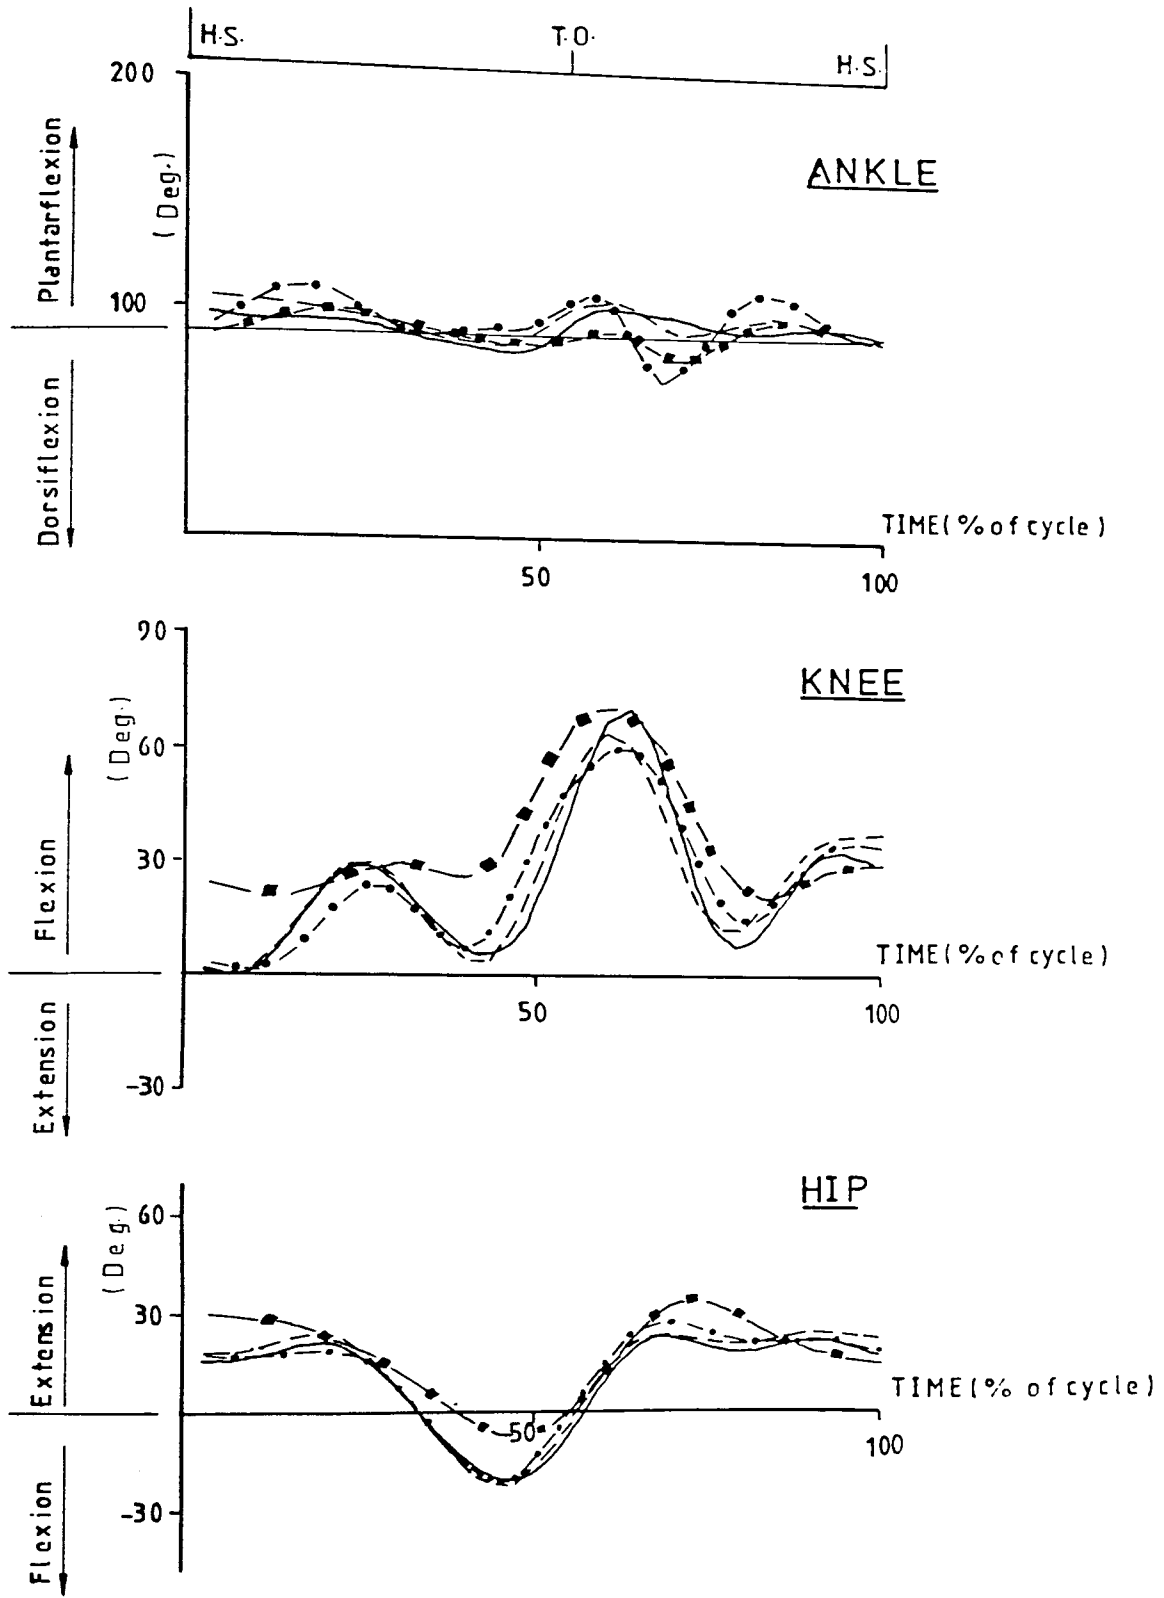 H.S.
T.O.
H.S.
200
ANKLE
Plantarflexion
(Deg.)
100
Dorsiflexion
TIME(% of cycle)
50
100
90
KNEE
(Deg.)
60
Flexion
30
TIME(% of cycle)
50
100
Extension
-30
HIP
60
(Deg.)
Extension
30
TIME(% of cycle)
50
100
-30
Flexion